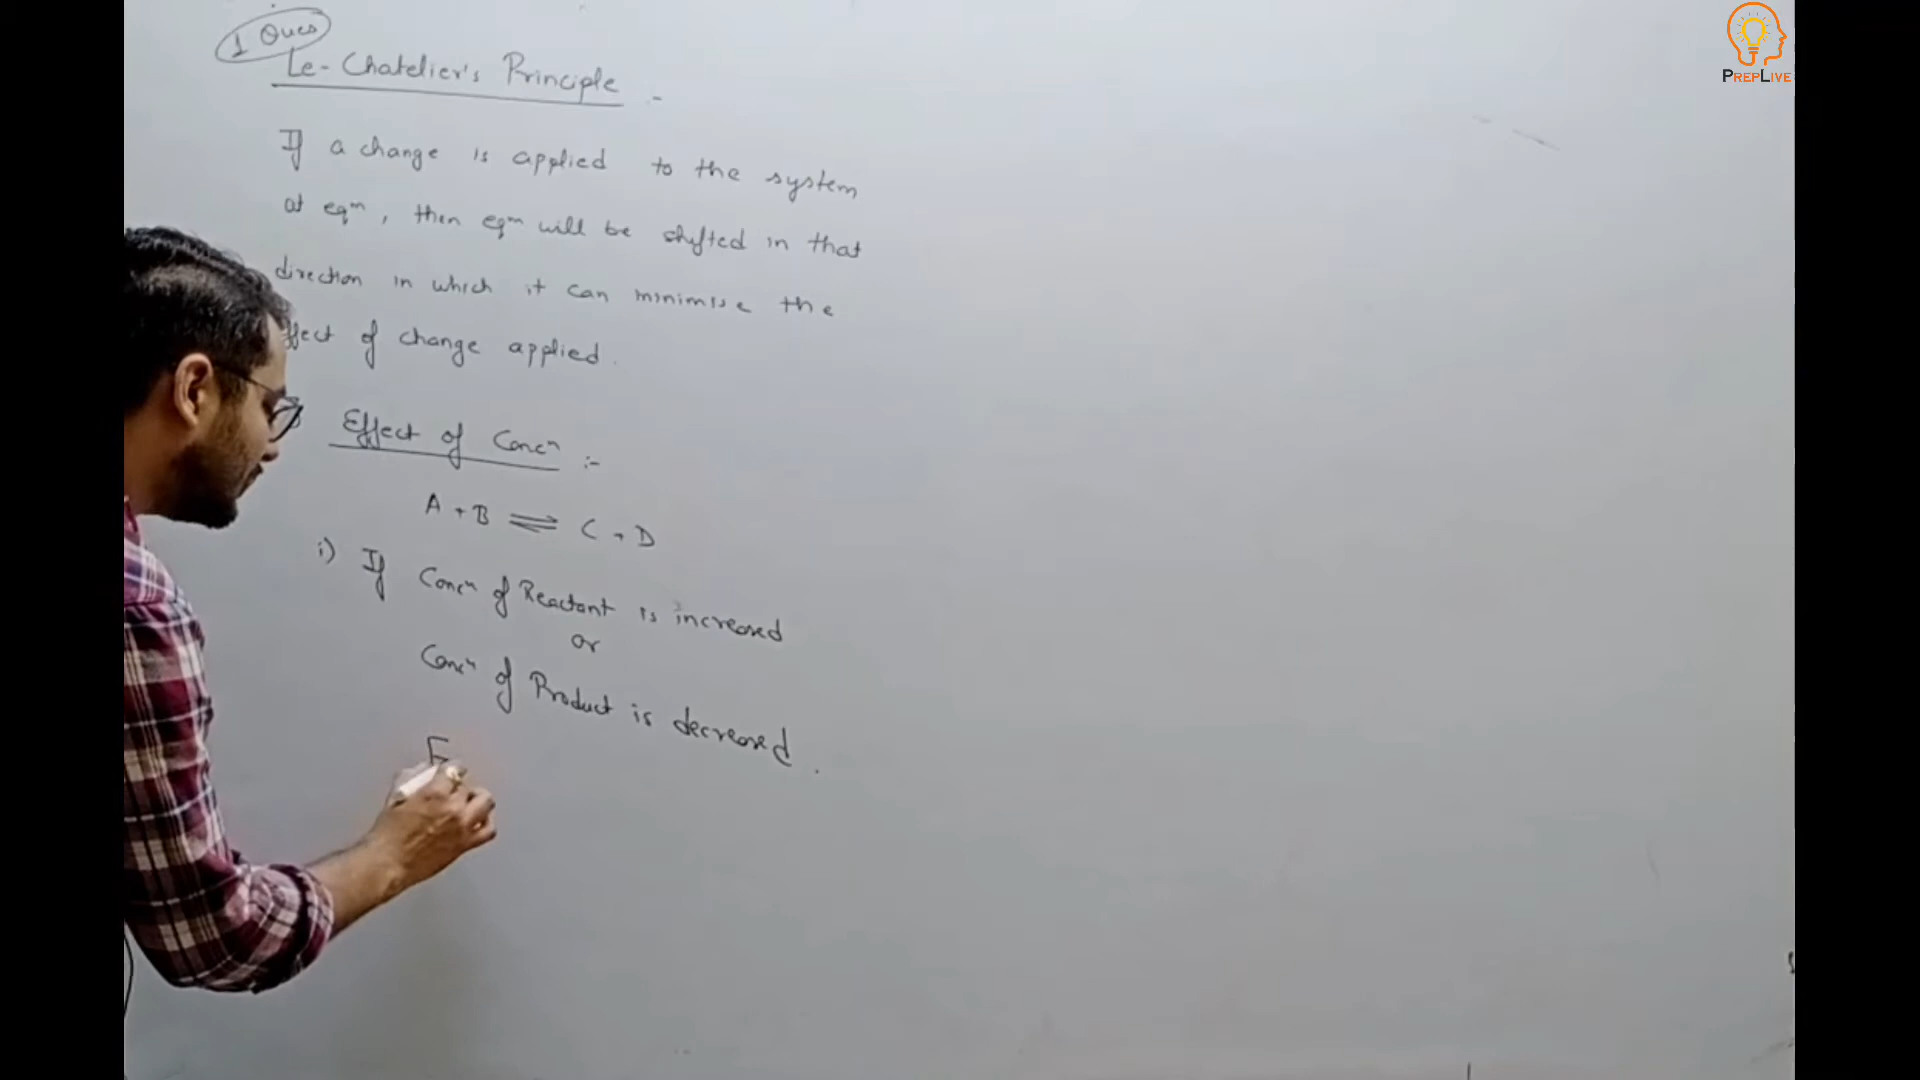 1 Ques
Le-Chatelier's Principle -
If a change is applied to the system
at eqm, then eqm will be shifted in that
direction in which it can minimise the
effect of change applied.
Effect of Concn :-
A + B ⇌ C + D
i) If Concn of Reactant is increased
or
Concn of Product is decreased.
F
PREPLIVE